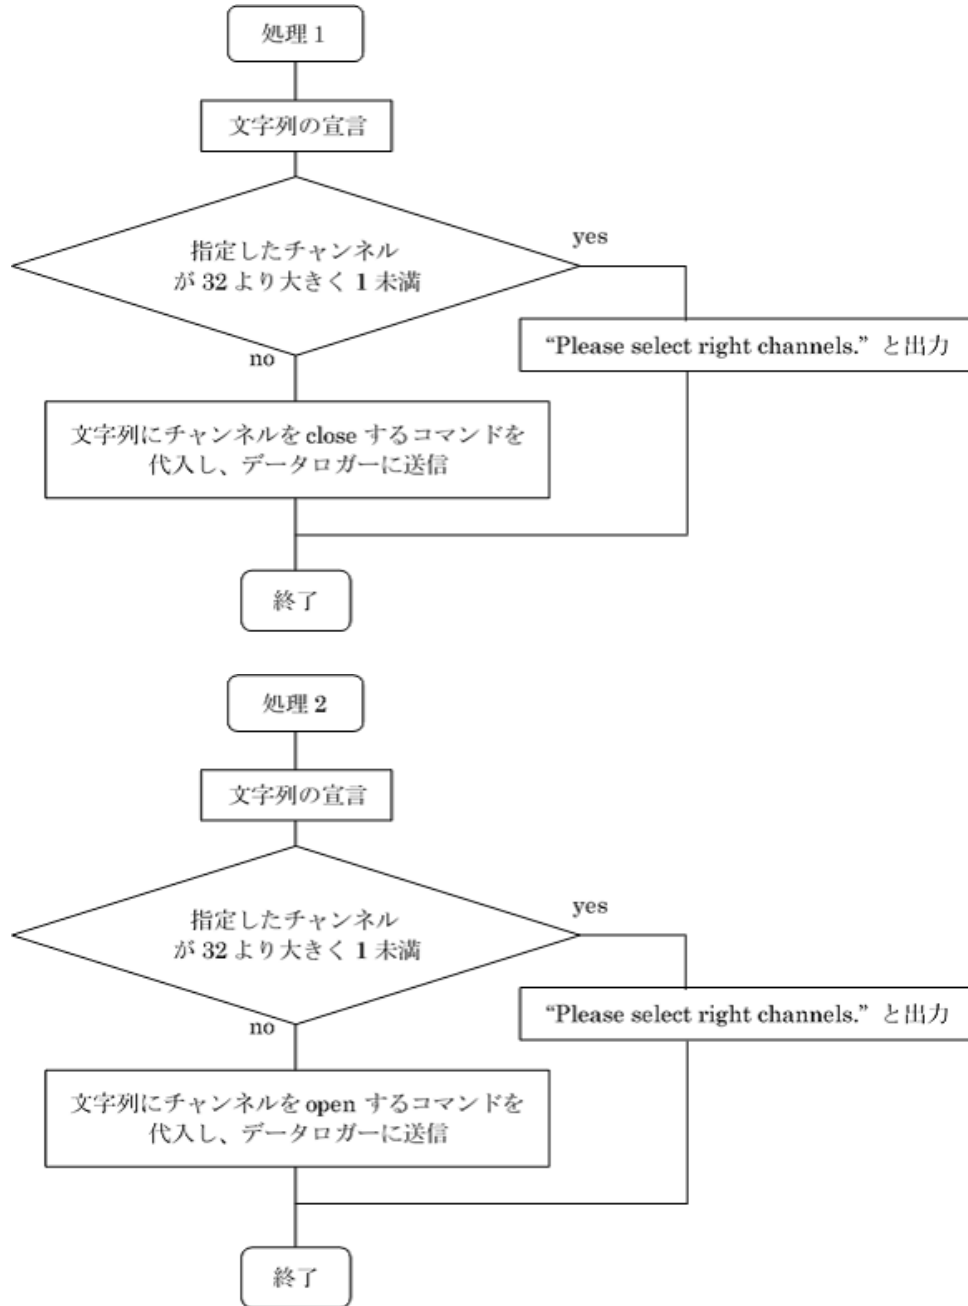 処理 1
文字列の宣言
指定したチャンネル
が 32 より大きく 1 未満
yes
no
“Please select right channels.” と出力
文字列にチャンネルを close するコマンドを
代入し、データロガーに送信
終了
処理 2
文字列の宣言
指定したチャンネル
が 32 より大きく 1 未満
yes
no
“Please select right channels.” と出力
文字列にチャンネルを open するコマンドを
代入し、データロガーに送信
終了